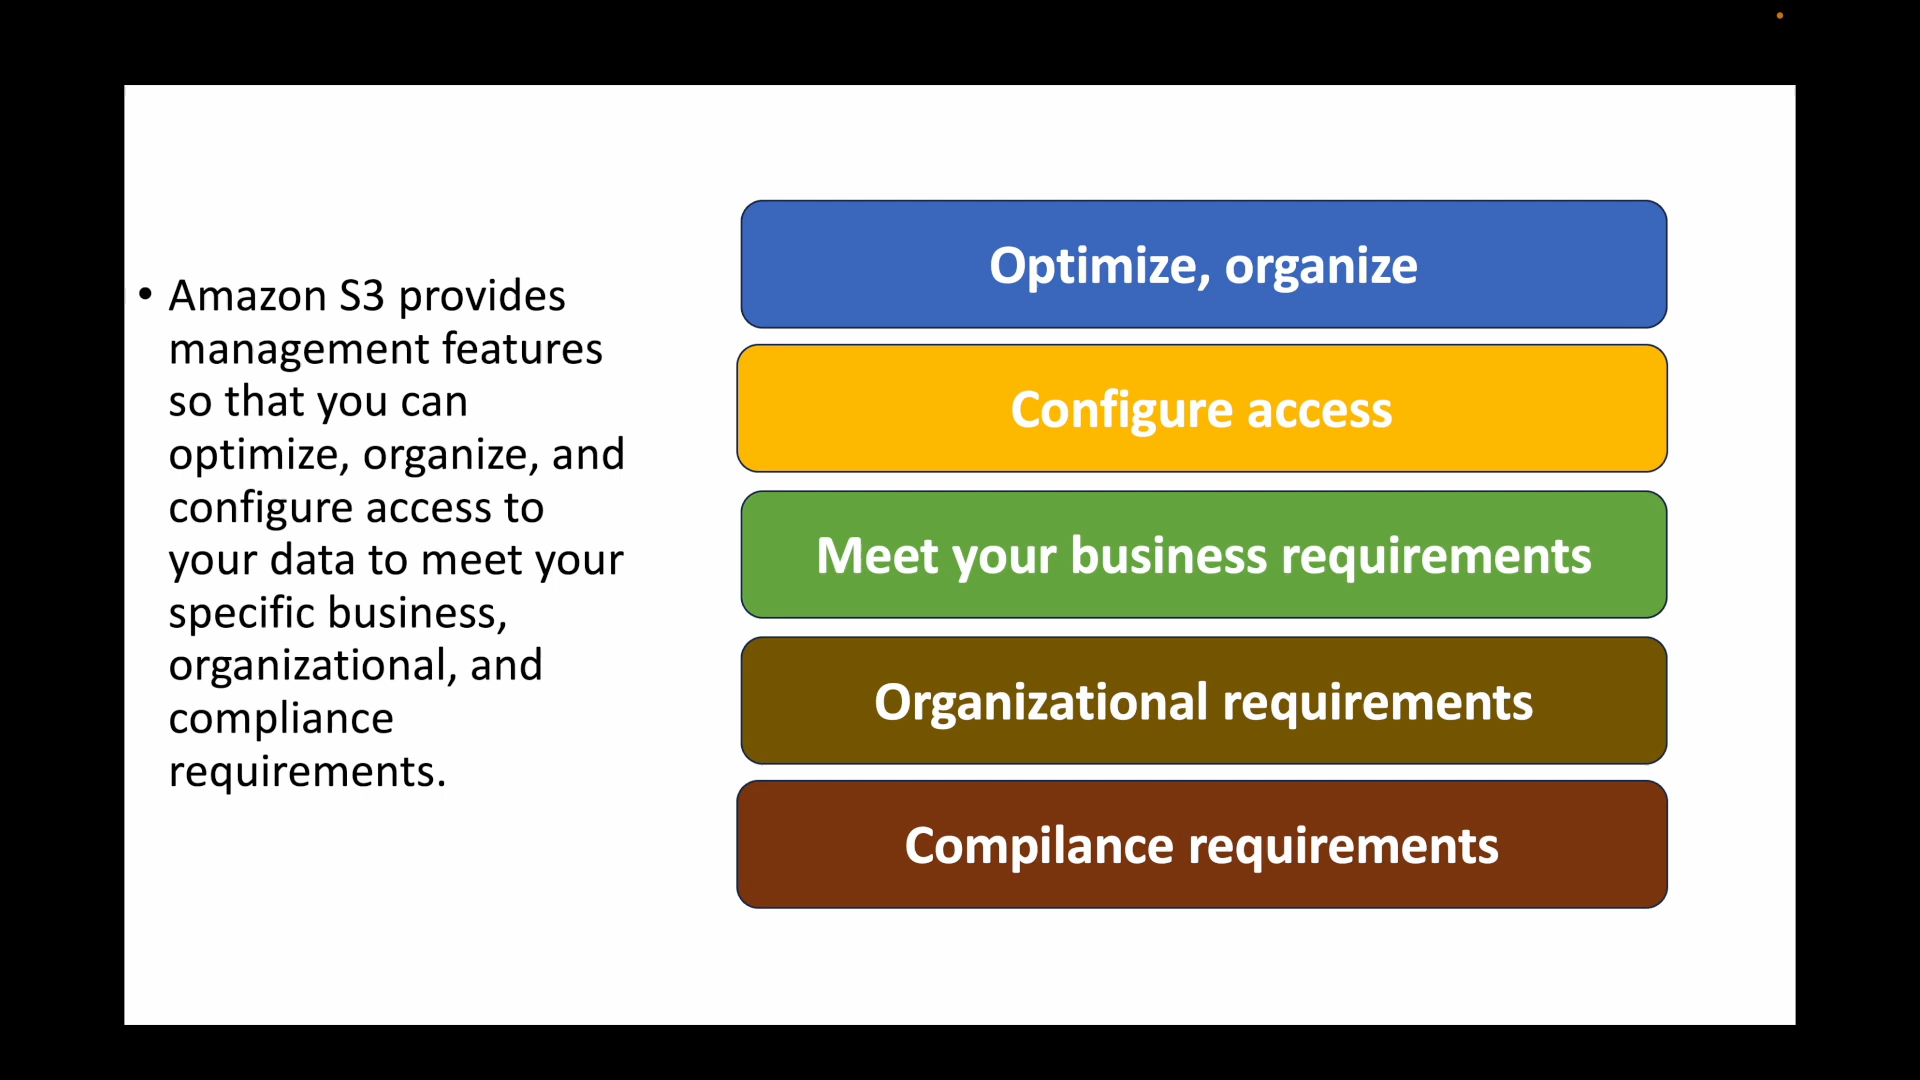 • Amazon S3 provides
management features
so that you can
optimize, organize, and
configure access to
your data to meet your
specific business,
organizational, and
compliance
requirements.
Optimize, organize
Configure access
Meet your business requirements
Organizational requirements
Compilance requirements